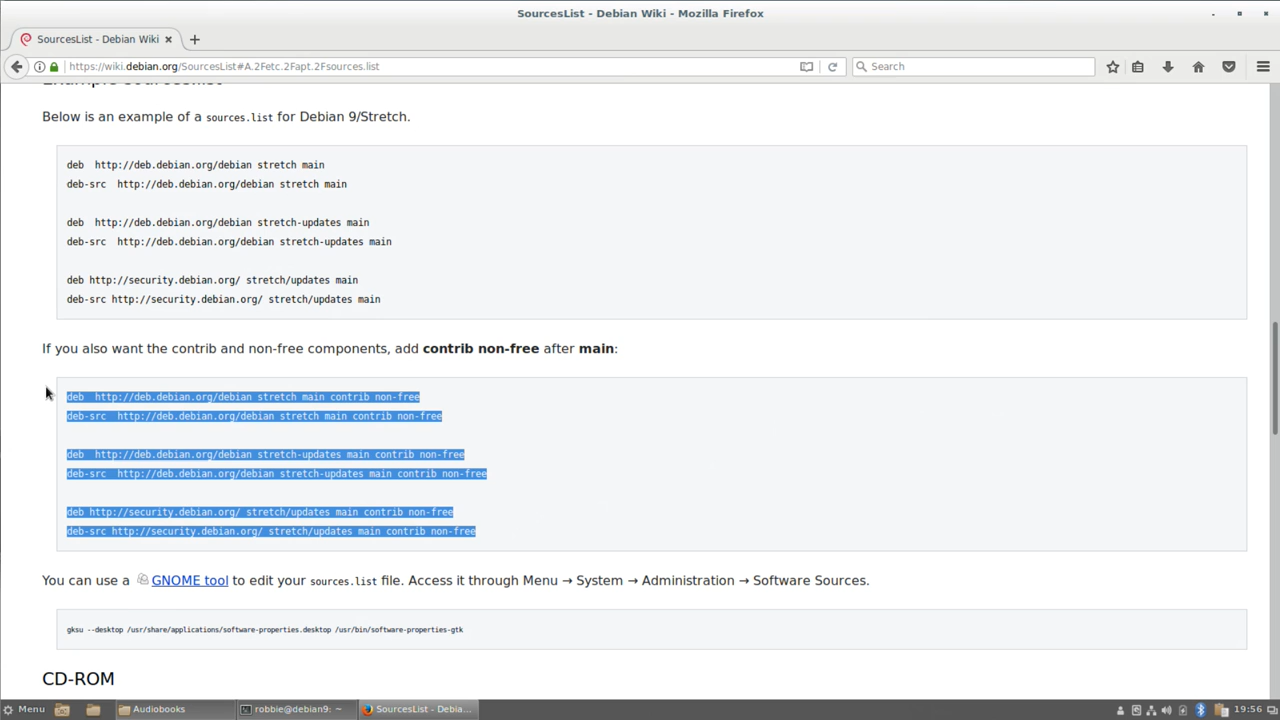 SourcesList - Debian Wiki - Mozilla Firefox
SourcesList - Debian Wiki
https://wiki.debian.org/SourcesList#A.2Fetc.2Fapt.2Fsources.list
Search
Below is an example of a sources.list for Debian 9/Stretch.
deb  http://deb.debian.org/debian stretch main
deb-src  http://deb.debian.org/debian stretch main
deb  http://deb.debian.org/debian stretch-updates main
deb-src  http://deb.debian.org/debian stretch-updates main
deb http://security.debian.org/ stretch/updates main
deb-src http://security.debian.org/ stretch/updates main
If you also want the contrib and non-free components, add contrib non-free after main:
deb  http://deb.debian.org/debian stretch main contrib non-free
deb-src  http://deb.debian.org/debian stretch main contrib non-free
deb  http://deb.debian.org/debian stretch-updates main contrib non-free
deb-src  http://deb.debian.org/debian stretch-updates main contrib non-free
deb http://security.debian.org/ stretch/updates main contrib non-free
deb-src http://security.debian.org/ stretch/updates main contrib non-free
You can use a GNOME tool to edit your sources.list file. Access it through Menu → System → Administration → Software Sources.
gksu --desktop /usr/share/applications/software-properties.desktop /usr/bin/software-properties-gtk
CD-ROM
Menu
Audiobooks
robbie@debian9: ~
SourcesList - Debia...
19:56